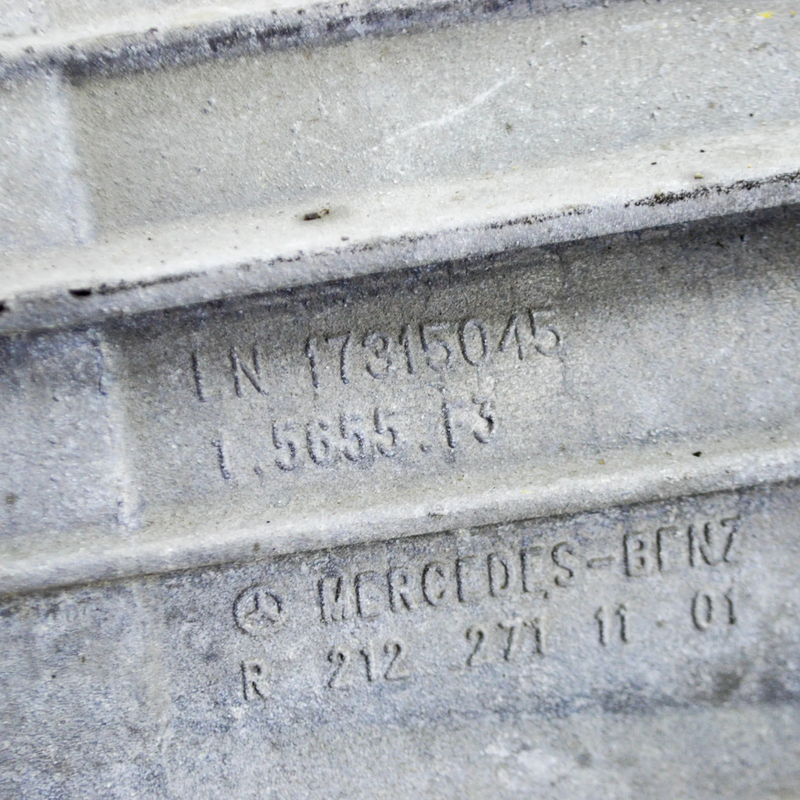 LN 17315045
1.5655.F3
MERCEDES-BENZ
R 212 271 11 01